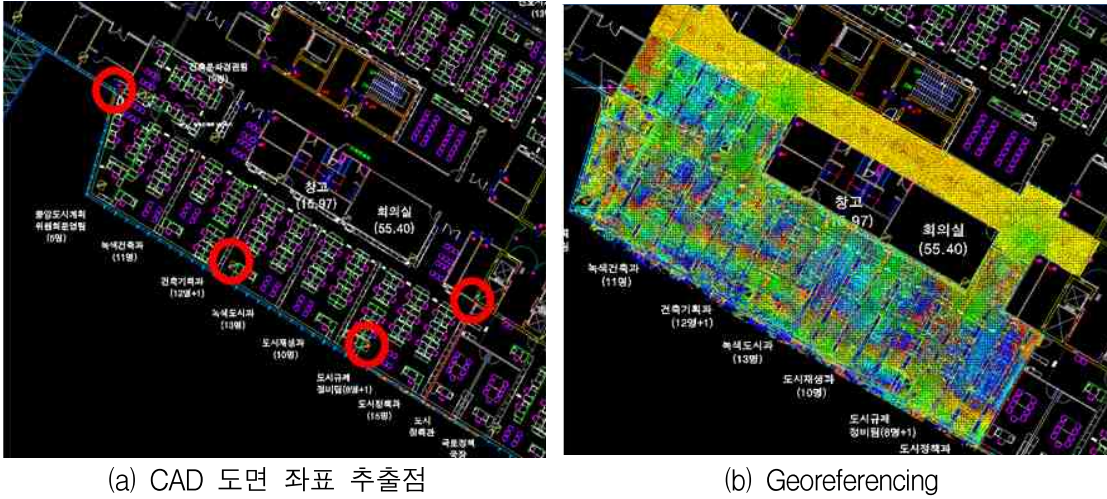 건축문화경관팀
(9명)
창고
(15.97)
회의실
(55.40)
중앙도시계획
위원회운영팀
(6명)
녹색건축과
(11명)
건축기획과
(12명+1)
녹색도시과
(13명)
도시재생과
(10명)
도시규제
정비팀(8명+1)
도시정책과
(15명)
도시
정책관
국토정책
국장
(a) CAD 도면 좌표 추출점
창고
회의실
(55.40)
녹색건축과
(11명)
건축기획과
(12명+1)
녹색도시과
(13명)
도시재생과
(10명)
도시규제
정비팀(8명+1)
도시정책과
(b) Georeferencing